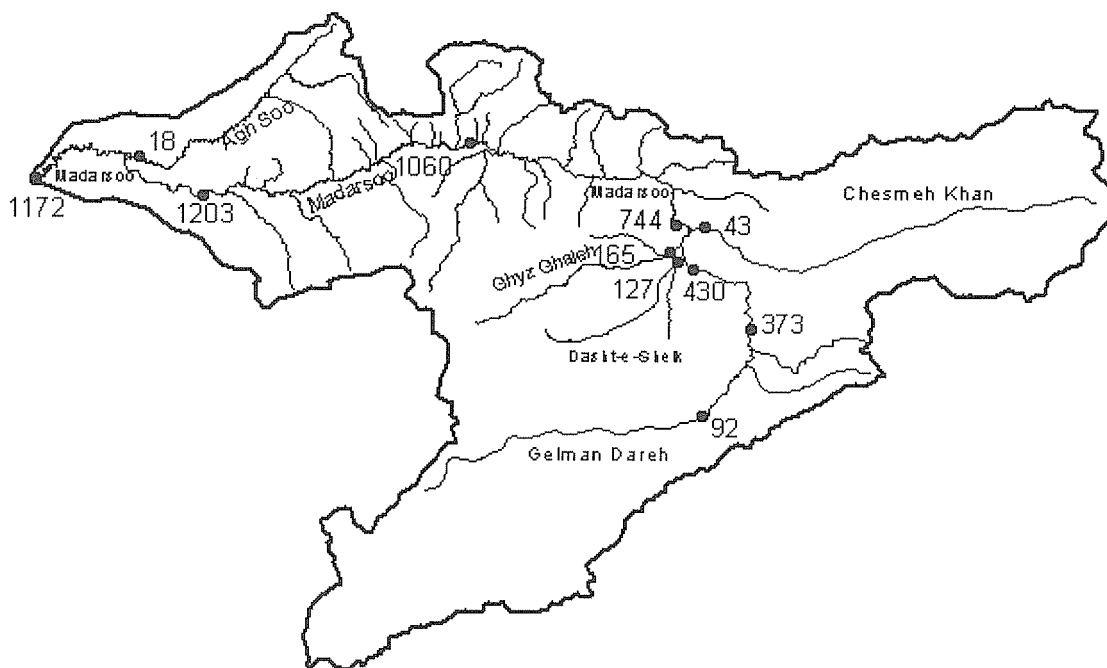 18
Agh Soo
Madarsoo
1172
1203
Madarsoo
1060
Madarsoo
Chesmeh Khan
744
43
Ghyz Ghaleh
165
127
430
373
Dasht-e-Sheik
92
Gelman Dareh